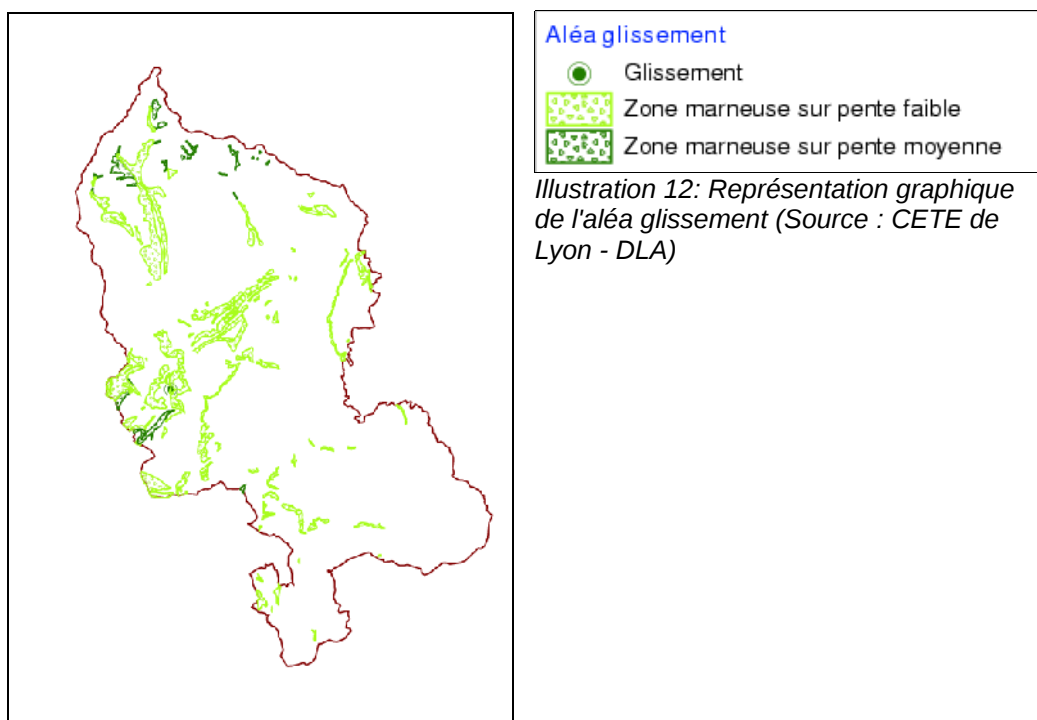 Aléa glissement
Glissement
Zone marneuse sur pente faible
Zone marneuse sur pente moyenne
Illustration 12: Représentation graphique
de l'aléa glissement (Source : CETE de
Lyon - DLA)